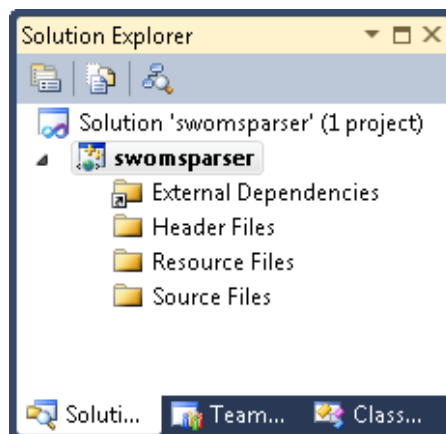 Solution Explorer
Solution 'swomsparser' (1 project)
swomsparser
External Dependencies
Header Files
Resource Files
Source Files
Soluti... Team... Class...